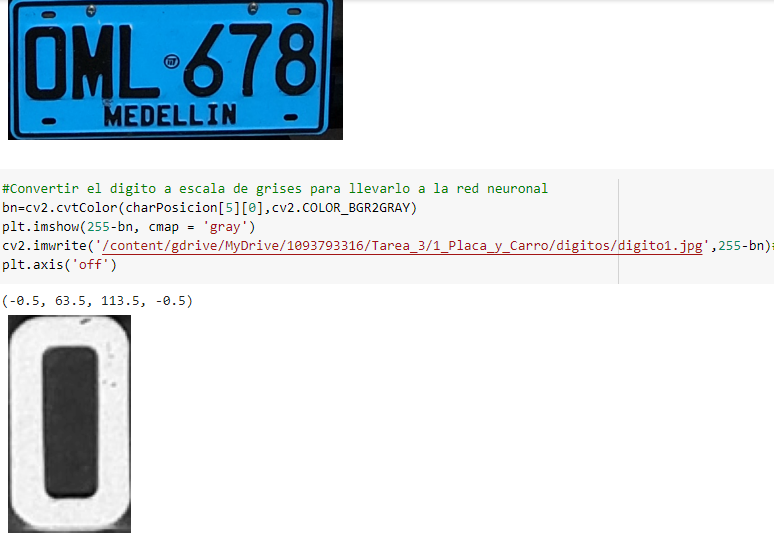 OML 678
MEDELLIN
#Convertir el digito a escala de grises para llevarlo a la red neuronal
bn=cv2.cvtColor(charPosicion[5][0],cv2.COLOR_BGR2GRAY)
plt.imshow(255-bn, cmap = 'gray')
cv2.imwrite('/content/gdrive/MyDrive/1093793316/Tarea_3/1_Placa_y_Carro/digitos/digito1.jpg',255-bn)#
plt.axis('off')
(-0.5, 63.5, 113.5, -0.5)
0